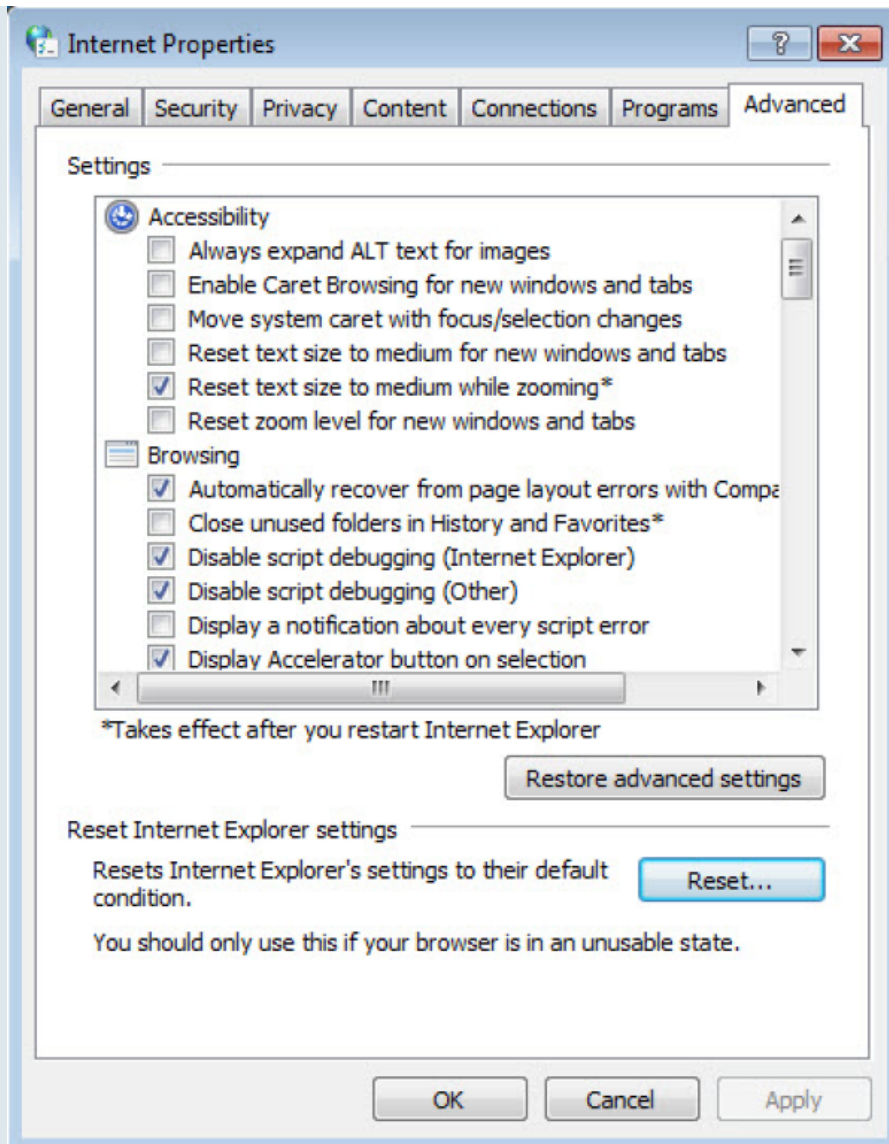 Internet Properties
General Security Privacy Content Connections Programs Advanced
Settings
Accessibility
Always expand ALT text for images
Enable Caret Browsing for new windows and tabs
Move system caret with focus/selection changes
Reset text size to medium for new windows and tabs
Reset text size to medium while zooming*
Reset zoom level for new windows and tabs
Browsing
Automatically recover from page layout errors with Compa
Close unused folders in History and Favorites*
Disable script debugging (Internet Explorer)
Disable script debugging (Other)
Display a notification about every script error
Display Accelerator button on selection
*Takes effect after you restart Internet Explorer
Restore advanced settings
Reset Internet Explorer settings
Resets Internet Explorer's settings to their default
condition.
Reset...
You should only use this if your browser is in an unusable state.
OK Cancel Apply